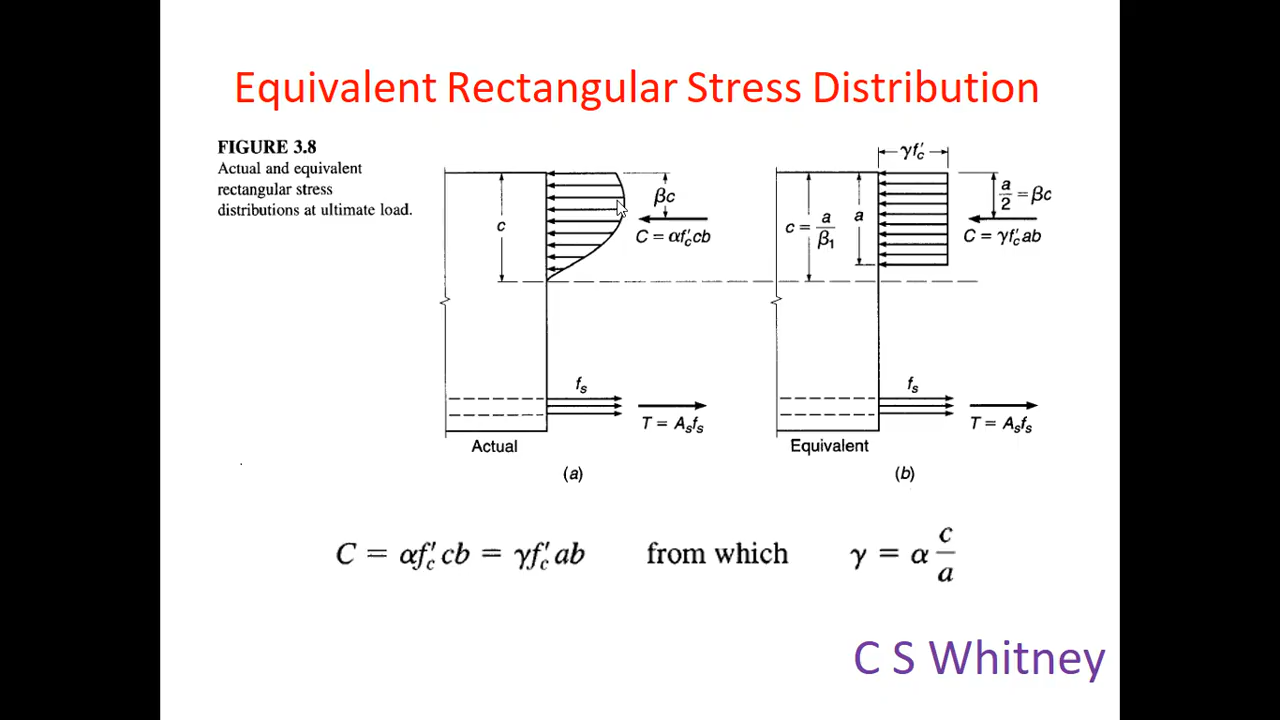 Equivalent Rectangular Stress Distribution
FIGURE 3.8
Actual and equivalent
rectangular stress
distributions at ultimate load.
c
βc
C = αf′c cb
fs
T = Asfs
Actual
(a)
γf′c
c = a/β1
a
a/2 = βc
C = γf′c ab
fs
T = Asfs
Equivalent
(b)
C = αf′c cb = γf′c ab from which γ = α c/a
C S Whitney